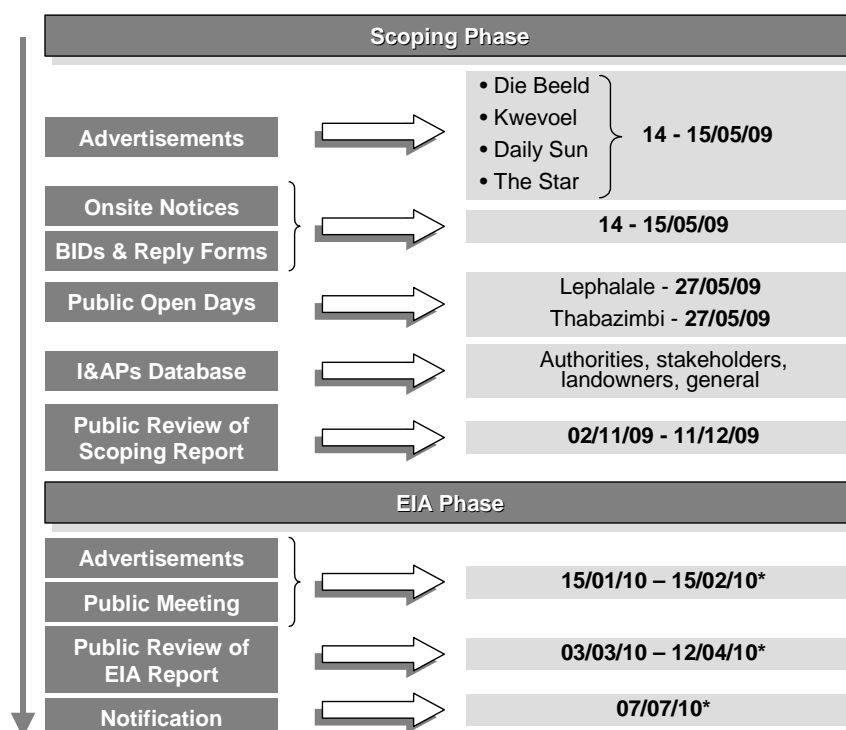 Scoping Phase
Advertisements
• Die Beeld
• Kwevoel
• Daily Sun
• The Star
14 - 15/05/09
Onsite Notices
BIDs & Reply Forms
14 - 15/05/09
Public Open Days
Lephalale - 27/05/09
Thabazimbi - 27/05/09
I&APs Database
Authorities, stakeholders,
landowners, general
Public Review of
Scoping Report
02/11/09 - 11/12/09
EIA Phase
Advertisements
Public Meeting
15/01/10 – 15/02/10*
Public Review of
EIA Report
03/03/10 – 12/04/10*
Notification
07/07/10*